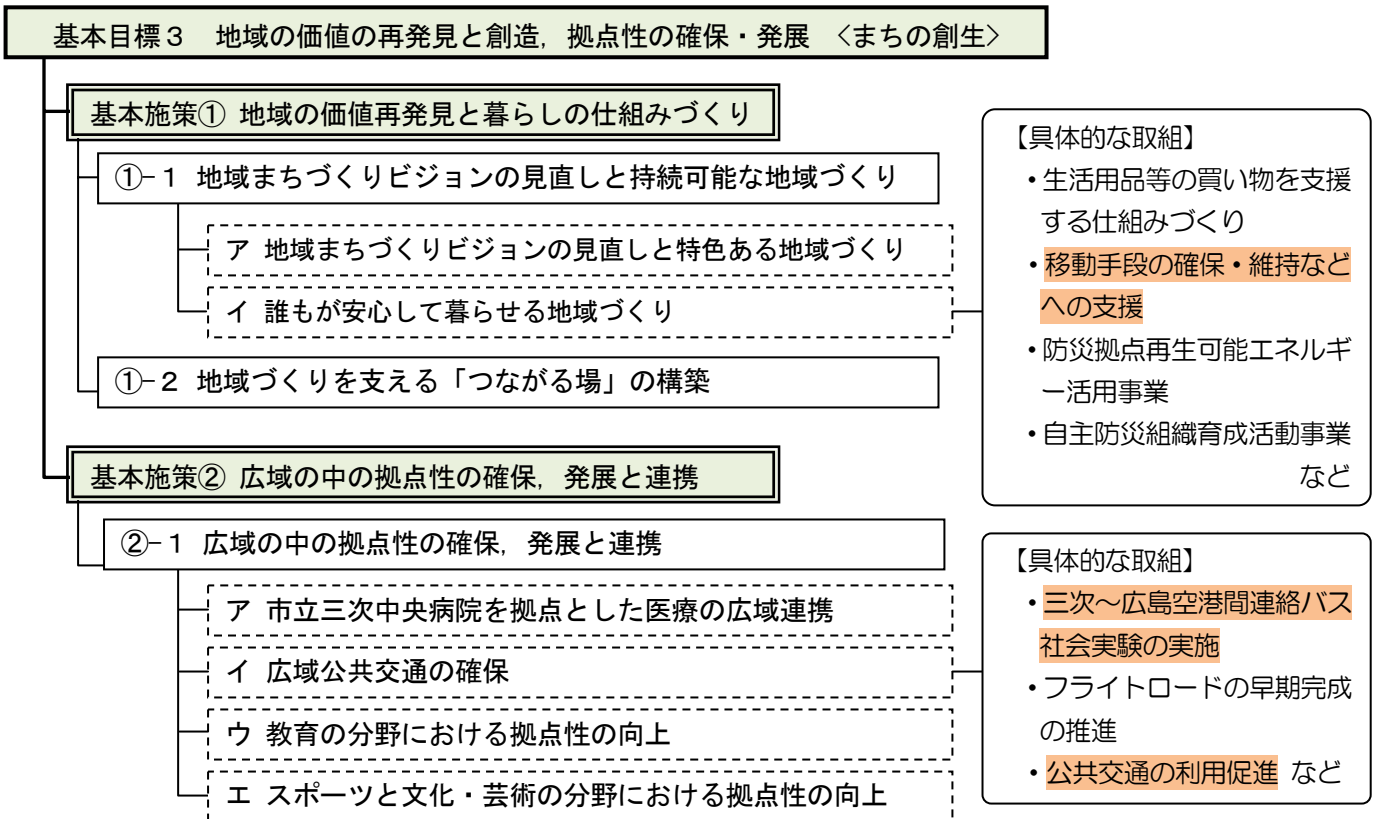 基本目標３　地域の価値の再発見と創造，拠点性の確保・発展　〈まちの創生〉
基本施策① 地域の価値再発見と暮らしの仕組みづくり
①-１ 地域まちづくりビジョンの見直しと持続可能な地域づくり
ア 地域まちづくりビジョンの見直しと特色ある地域づくり
イ 誰もが安心して暮らせる地域づくり
【具体的な取組】
・生活用品等の買い物を支援
する仕組みづくり
・移動手段の確保・維持など
への支援
・防災拠点再生可能エネルギ
ー活用事業
・自主防災組織育成活動事業
など
①-２ 地域づくりを支える「つながる場」の構築
基本施策② 広域の中の拠点性の確保，発展と連携
②-１ 広域の中の拠点性の確保，発展と連携
ア 市立三次中央病院を拠点とした医療の広域連携
イ 広域公共交通の確保
ウ 教育の分野における拠点性の向上
エ スポーツと文化・芸術の分野における拠点性の向上
【具体的な取組】
・三次～広島空港間連絡バス
社会実験の実施
・フライトロードの早期完成
の推進
・公共交通の利用促進 など